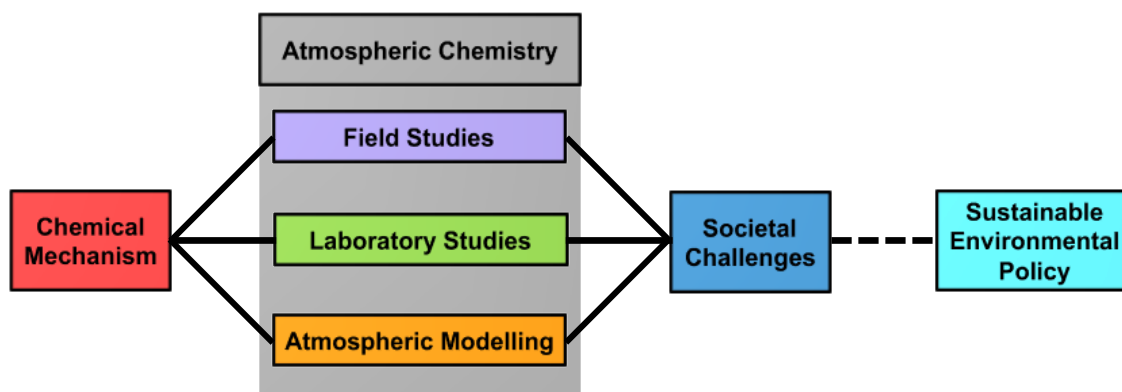 Atmospheric Chemistry
Field Studies
Chemical
Mechanism
Laboratory Studies
Societal
Challenges
Sustainable
Environmental
Policy
Atmospheric Modelling